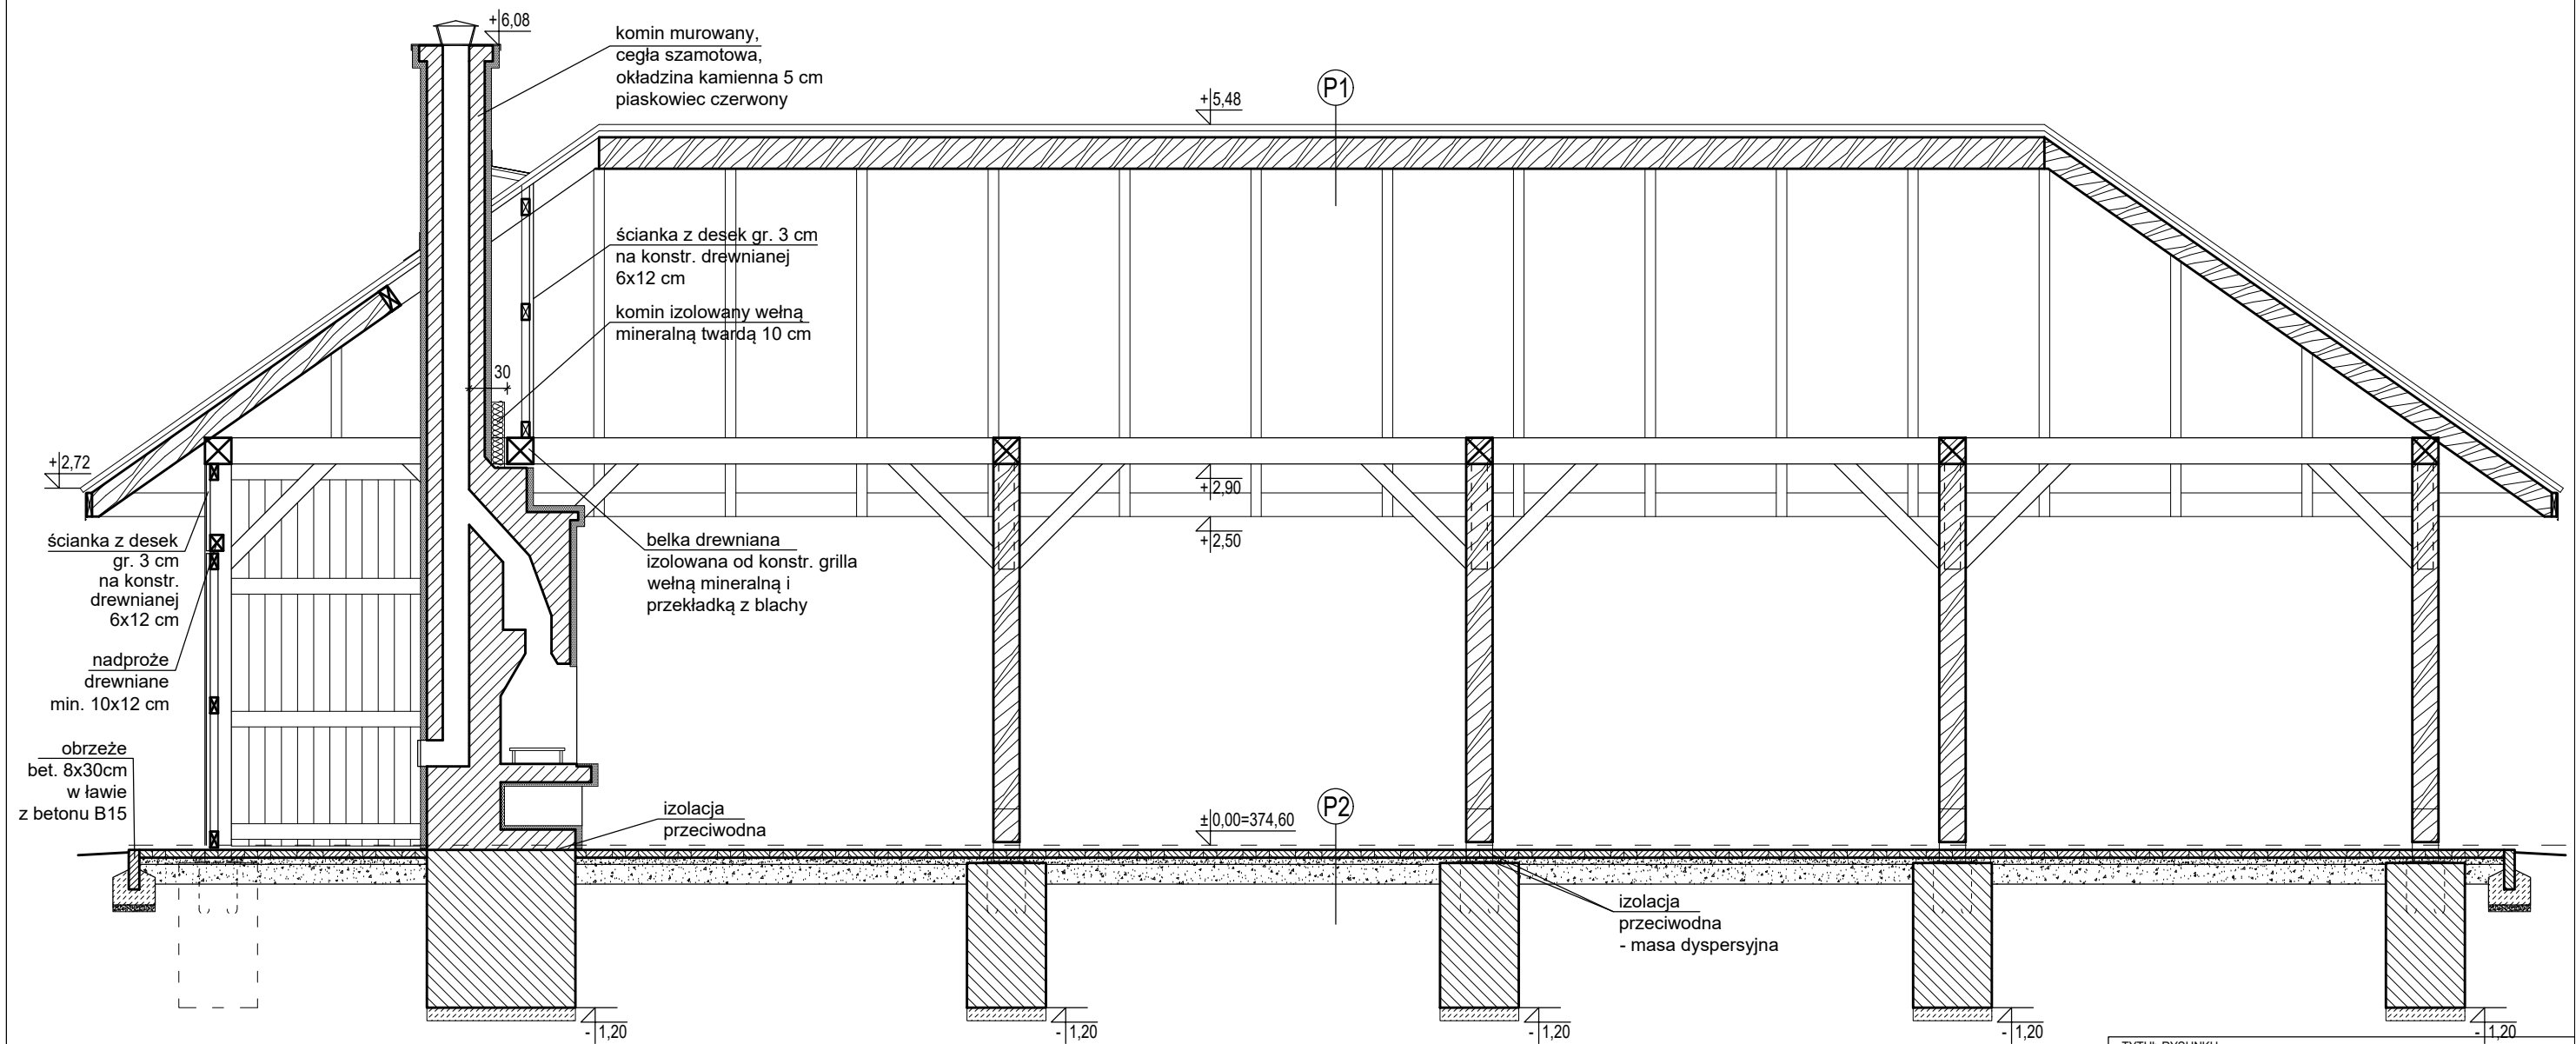 +6,08
komin murowany,
cegła szamotowa,
okładzina kamienna 5 cm
piaskowiec czerwony
P1
+5,48
ścianka z desek gr. 3 cm
na konstr. drewnianej
6x12 cm
komin izolowany wełną
mineralną twardą 10 cm
30
+2,72
+2,90
+2,50
ścianka z desek
gr. 3 cm
na konstr.
drewnianej
6x12 cm
belka drewniana
izolowana od konstr. grilla
wełną mineralną i
przekładką z blachy
nadproże
drewniane
min. 10x12 cm
obrzeże
bet. 8x30cm
w ławie
z betonu B15
izolacja
przeciwodna
±0,00=374,60
P2
izolacja
przeciwodna
- masa dyspersyjna
-1,20
-1,20
-1,20
-1,20
-1,20